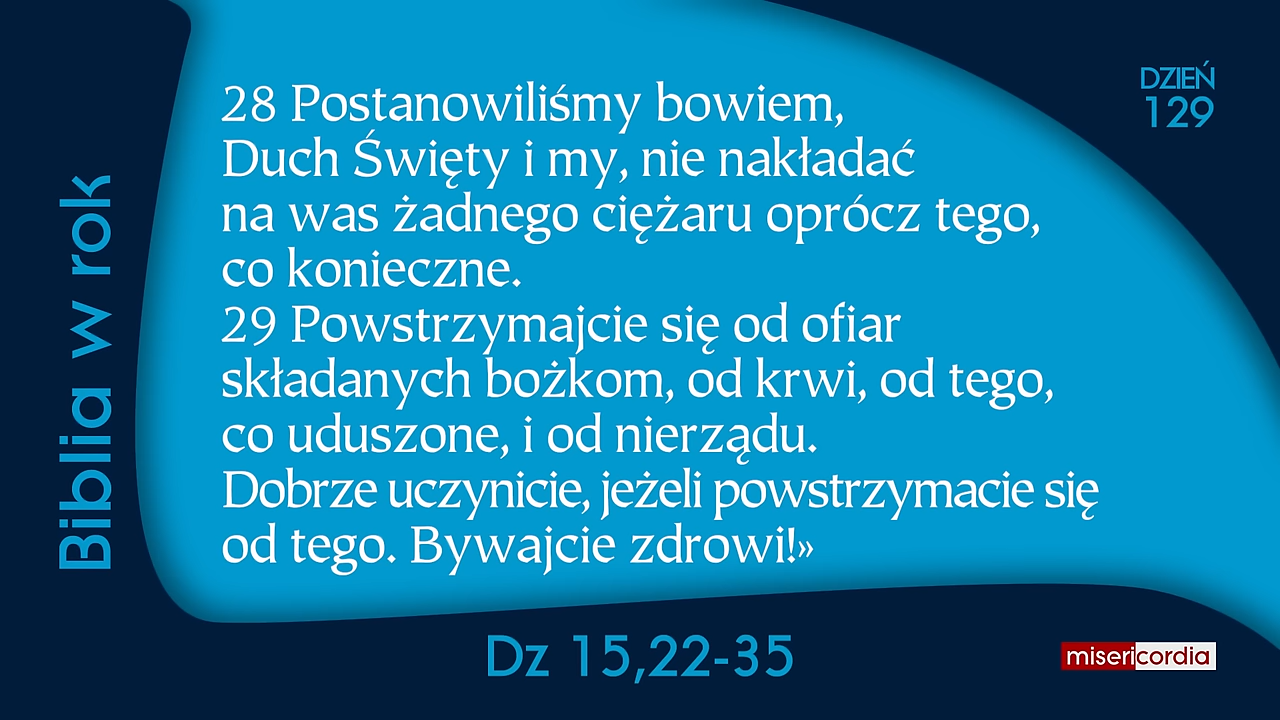 DZIEŃ
129
28 Postanowiliśmy bowiem,
Duch Święty i my, nie nakładać
na was żadnego ciężaru oprócz tego,
co konieczne.
29 Powstrzymajcie się od ofiar
składanych bożkom, od krwi, od tego,
co uduszone, i od nierządu.
Dobrze uczynicie, jeżeli powstrzymacie się
od tego. Bywajcie zdrowi!»
Biblia w rok
Dz 15,22-35
misericordia